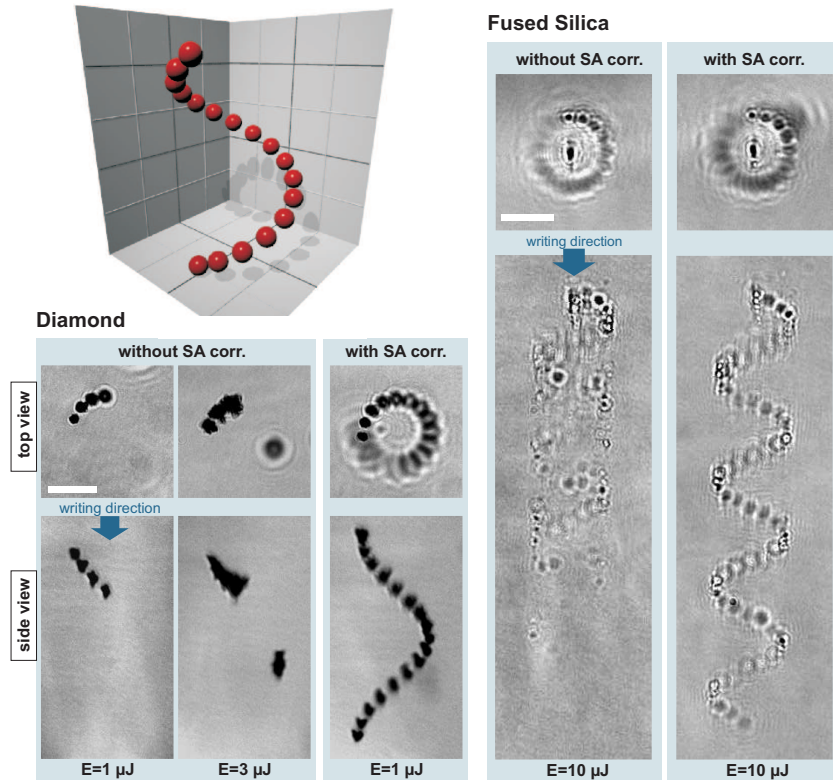 Fused Silica
without SA corr.
with SA corr.
writing direction
Diamond
without SA corr.
with SA corr.
top view
writing direction
side view
E=1 µJ
E=3 µJ
E=1 µJ
E=10 µJ
E=10 µJ